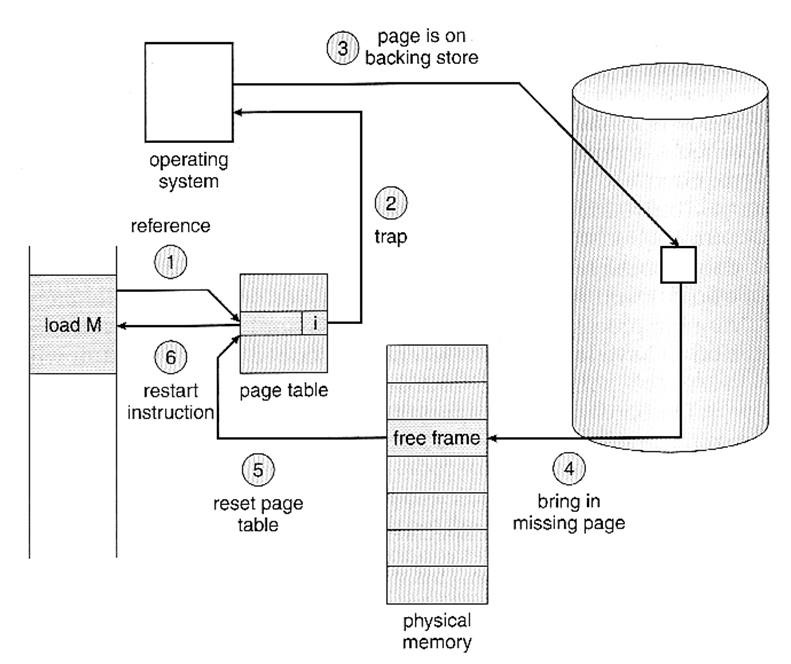 3
page is on
backing store
operating
system
2
trap
reference
1
load M
i
6
restart
instruction
page table
free frame
5
reset page
table
4
bring in
missing page
physical
memory